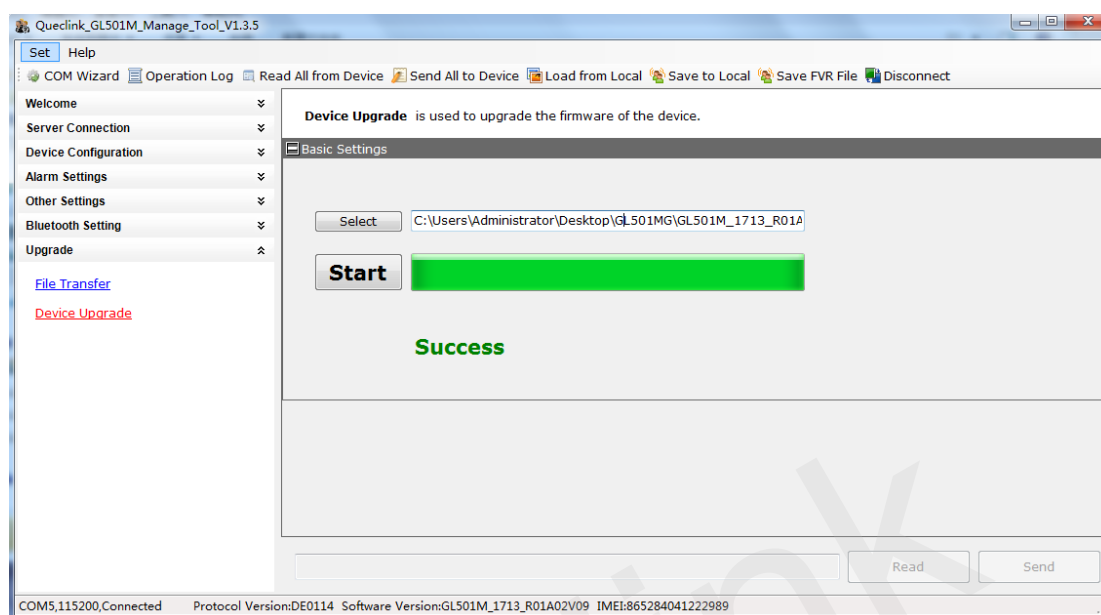 Queclink_GL501M_Manage_Tool_V1.3.5
Set Help
COM Wizard Operation Log Read All from Device Send All to Device Load from Local Save to Local Save FVR File Disconnect
Welcome
Server Connection
Device Configuration
Alarm Settings
Other Settings
Bluetooth Setting
Upgrade
File Transfer
Device Upgrade
Device Upgrade is used to upgrade the firmware of the device.
Basic Settings
Select C:\Users\Administrator\Desktop\GL501MG\GL501M_1713_R01A
Start
Success
Read Send
COM5,115200,Connected Protocol Version:DE0114 Software Version:GL501M_1713_R01A02V09 IMEI:865284041222989